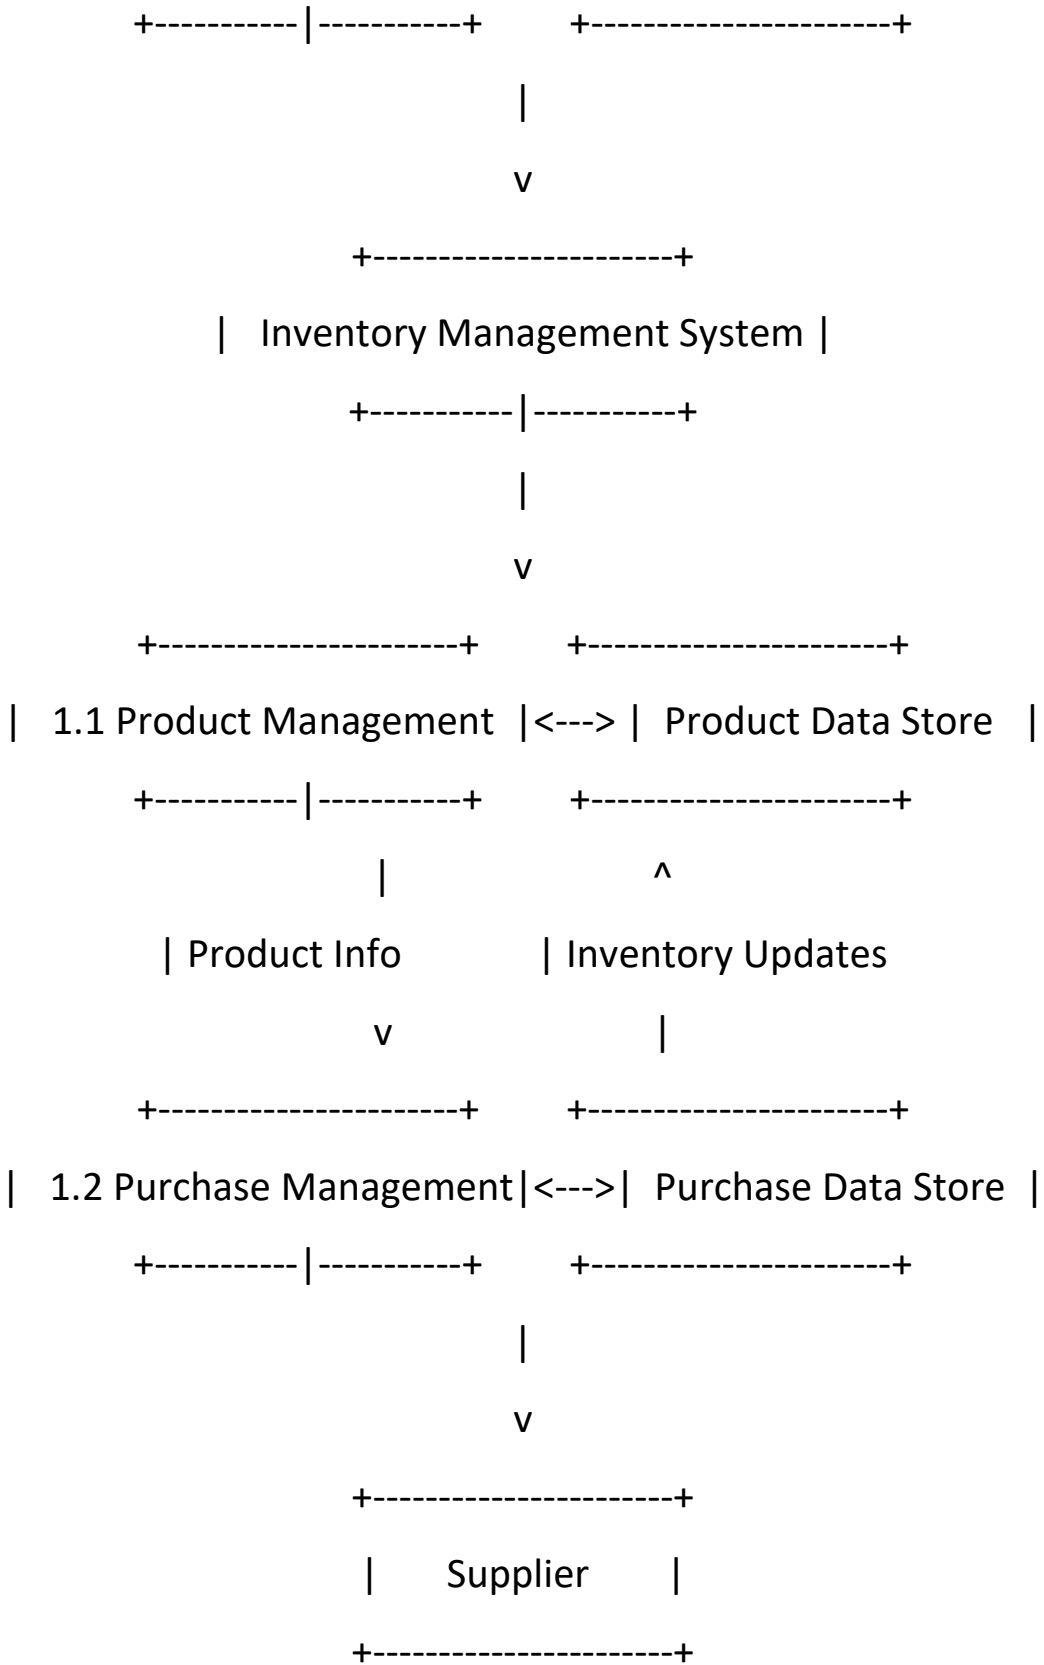 +-----------|-----------+ +-----------------------+
|
v
+-----------------------+
| Inventory Management System |
+-----------|-----------+
|
v
+-----------------------+ +-----------------------+
| 1.1 Product Management |<---> | Product Data Store |
+-----------|-----------+ +-----------------------+
| ^
| Product Info | Inventory Updates
v |
+-----------------------+ +-----------------------+
| 1.2 Purchase Management|<--->| Purchase Data Store |
+-----------|-----------+ +-----------------------+
|
v
+-----------------------+
| Supplier |
+-----------------------+